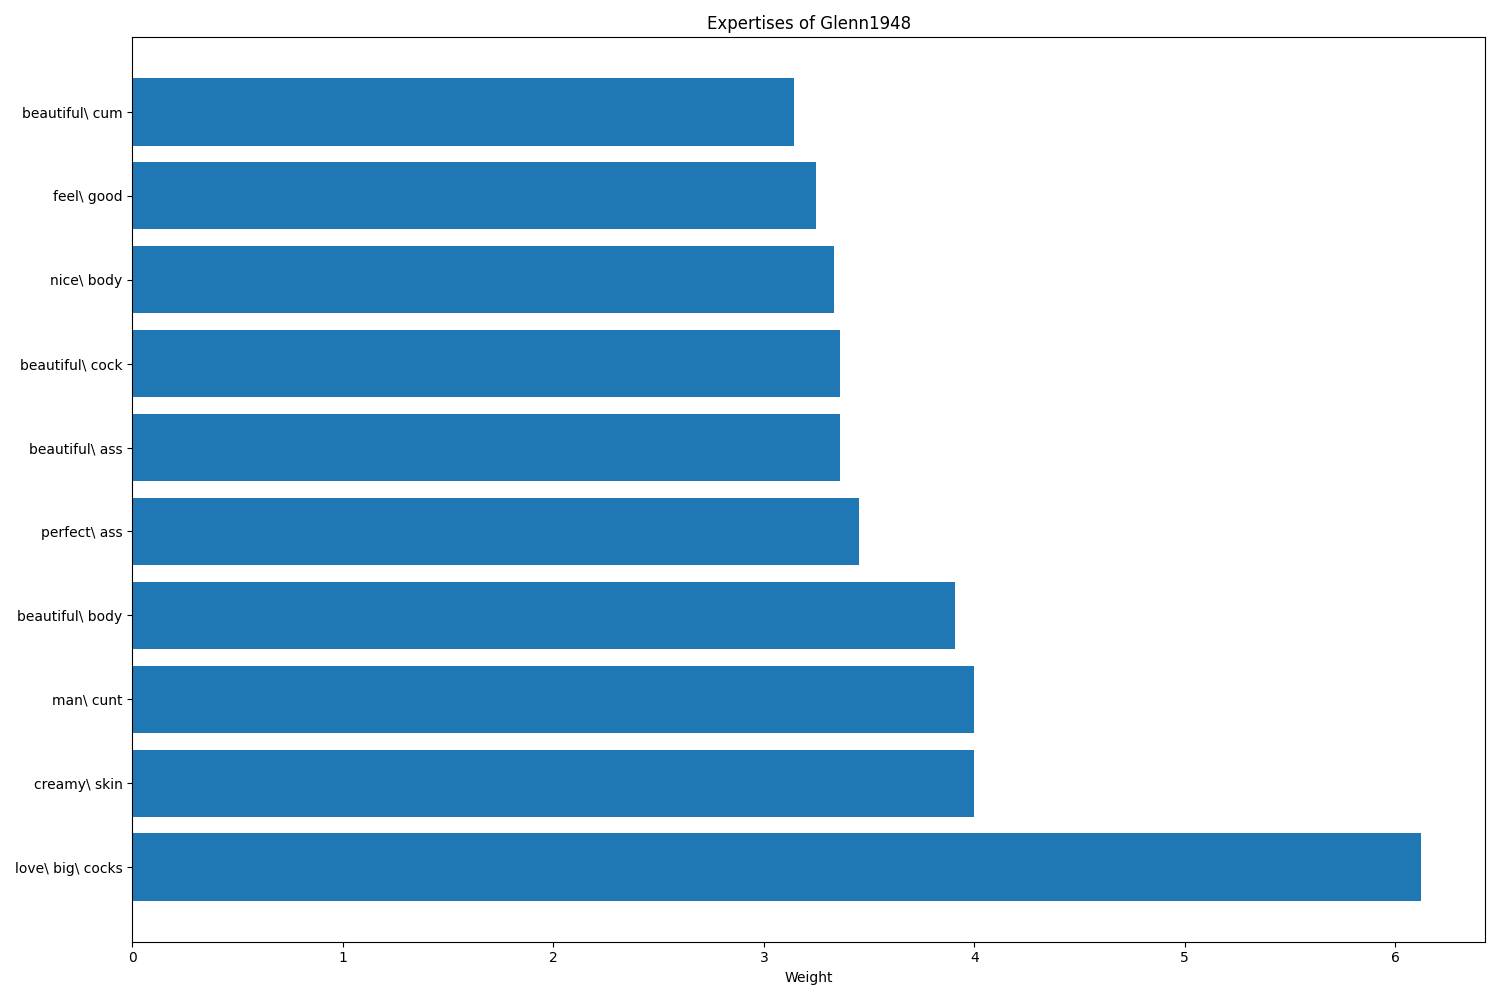 Expertises of Glenn1948
beautiful\ cum
feel\ good
nice\ body
beautiful\ cock
beautiful\ ass
perfect\ ass
beautiful\ body
man\ cunt
creamy\ skin
love\ big\ cocks
0 1 2 3 4 5 6
Weight